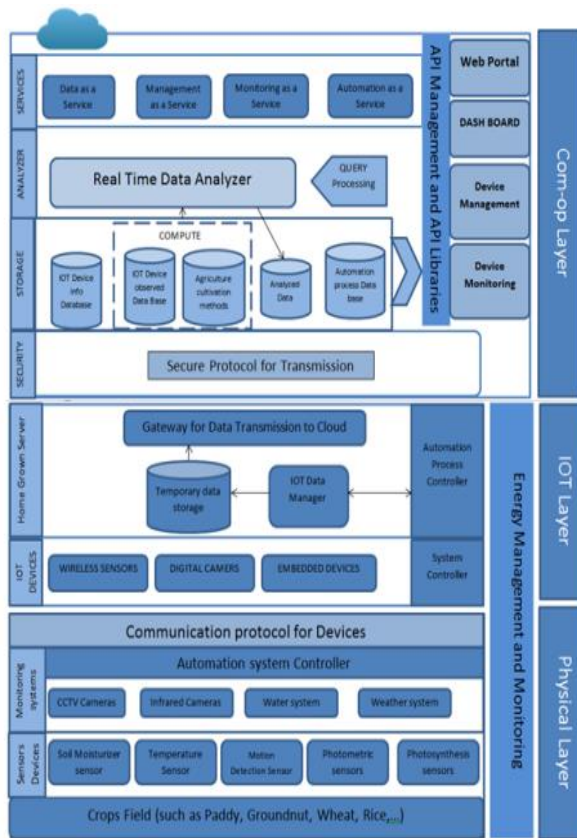 SERVICES
Data as a
Service
Management
as a Service
Monitoring as a
Service
Automation as a
Service
API Management and API Libraries
Web Portal
DASH BOARD
Device
Management
Device
Monitoring
Com-op Layer
ANALYZER
Real Time Data Analyzer
QUERY
Processing
STORAGE
COMPUTE
IOT Device
info
Database
IOT Device
observed
Data Base
Agriculture
cultivation
methods
Analyzed
Data
Automation
process Data
base
SECURITY
Secure Protocol for Transmission
Home Grown Server
Gateway for Data Transmission to Cloud
Temporary data
storage
IOT Data
Manager
Automation
Process
Controller
Energy Management and Monitoring
IOT Layer
IOT
DEVICES
WIRELESS SENSORS
DIGITAL CAMERS
EMBEDDED DEVICES
System
Controller
Communication protocol for Devices
Automation system Controller
Monitoring
systems
CCTV Cameras
Infrared Cameras
Water system
Weather system
Physical Layer
Sensors
Devices
Soil Moisturizer
sensor
Temperature
Sensor
Motion
Detection Sensor
Photometric
sensors
Photosynthesis
sensors
Crops Field (such as Paddy, Groundnut, Wheat, Rice,etc)